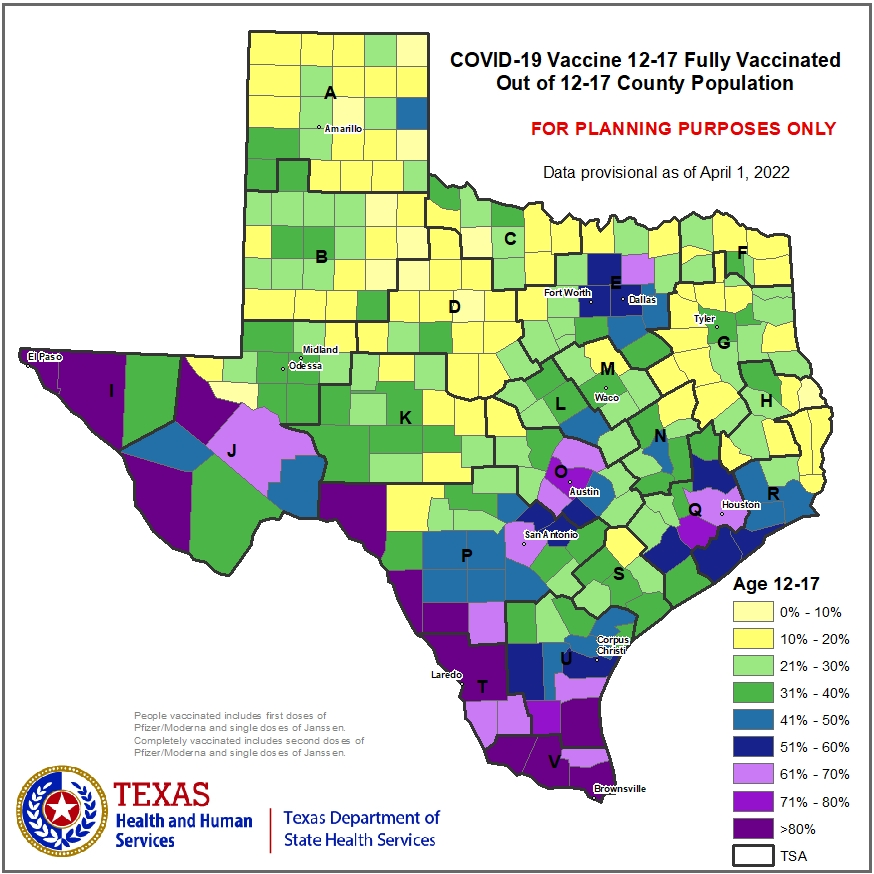 COVID-19 Vaccine 12-17 Fully Vaccinated
Out of 12-17 County Population
FOR PLANNING PURPOSES ONLY
Data provisional as of April 1, 2022
A
Amarillo
B
C
F
D
E
Fort Worth
Dallas
Tyler
G
El Paso
Midland
Odessa
I
M
Waco
L
H
K
J
N
O
Austin
Q
Houston
R
San Antonio
P
S
Corpus
Christi
U
Laredo
T
V
Brownsville
Age 12-17
0% - 10%
10% - 20%
21% - 30%
31% - 40%
41% - 50%
51% - 60%
61% - 70%
71% - 80%
>80%
TSA
People vaccinated includes first doses of
Pfizer/Moderna and single doses of Janssen.
Completely vaccinated includes second doses of
Pfizer/Moderna and single doses of Janssen.
TEXAS
Health and Human
Services
Texas Department of
State Health Services